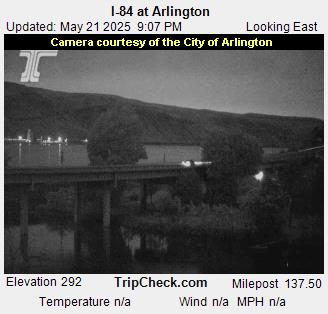 I-84 at Arlington
Updated: May 21 2025 9:07 PM Looking East
Camera courtesy of the City of Arlington
Elevation 292 TripCheck.com Milepost 137.50
Temperature n/a Wind n/a MPH n/a